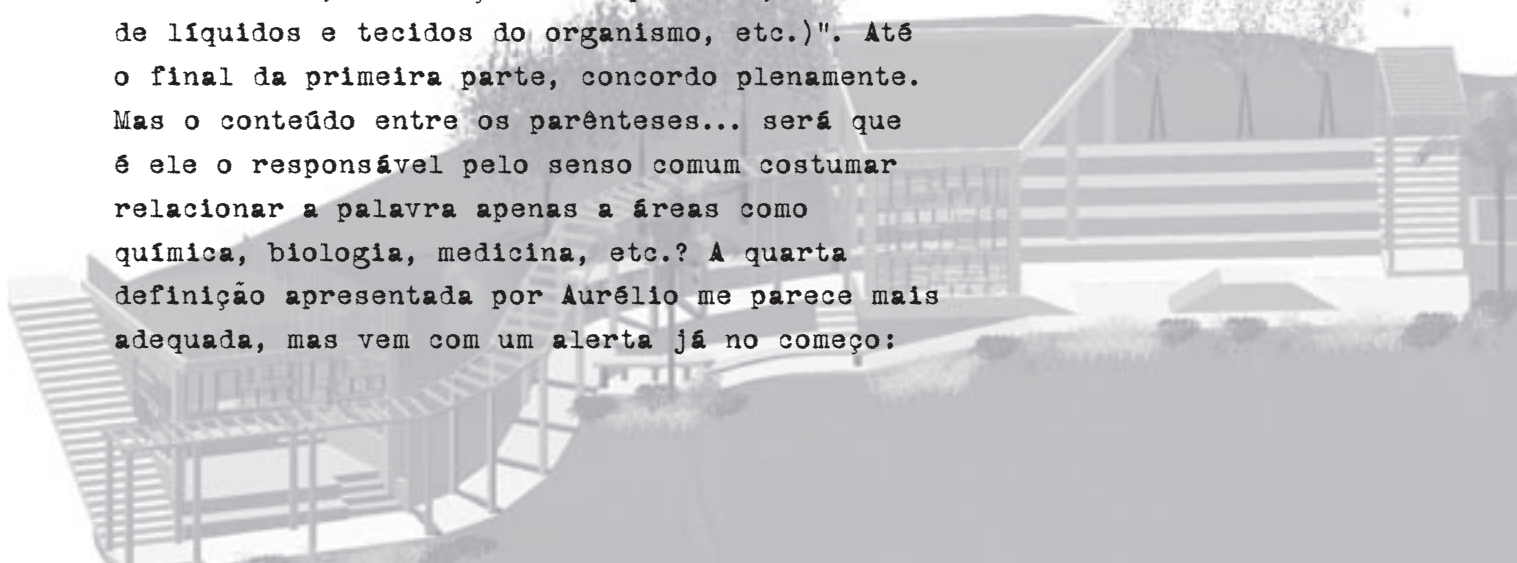 de líquidos e tecidos do organismo, etc.)". Até
o final da primeira parte, concordo plenamente.
Mas o conteúdo entre os parênteses... será que
é ele o responsável pelo senso comum costumar
relacionar a palavra apenas a áreas como
química, biologia, medicina, etc.? A quarta
definição apresentada por Aurélio me parece mais
adequada, mas vem com um alerta já no começo: